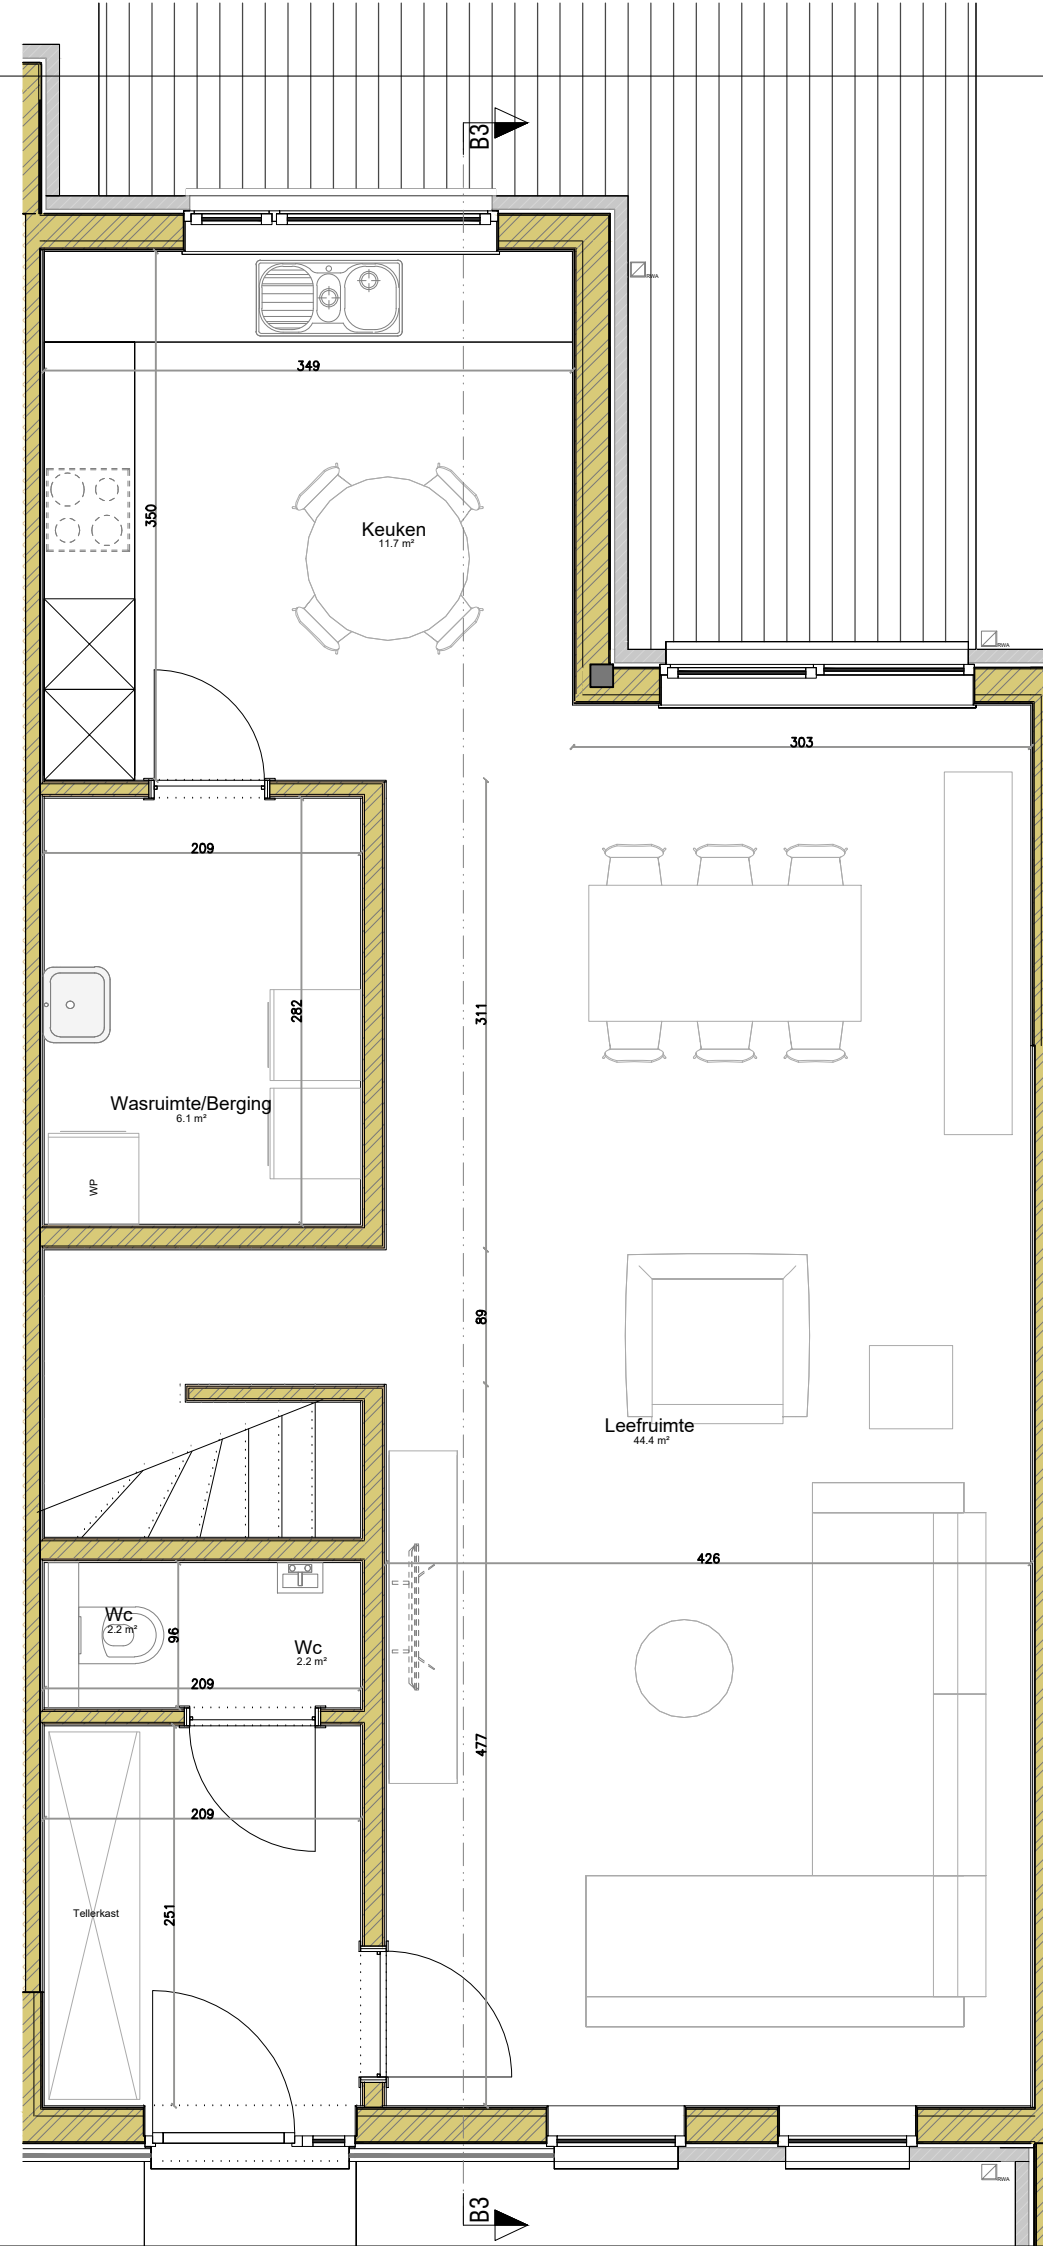 B3
RWA
349
350
Keuken
11.7 m²
RWA
303
209
282
311
Wasruimte/Berging
6.1 m²
WP
89
Leefruimte
44.4 m²
426
Wc
2.2 m²
96
Wc
2.2 m²
209
477
209
251
Tellerkast
RWA
B3